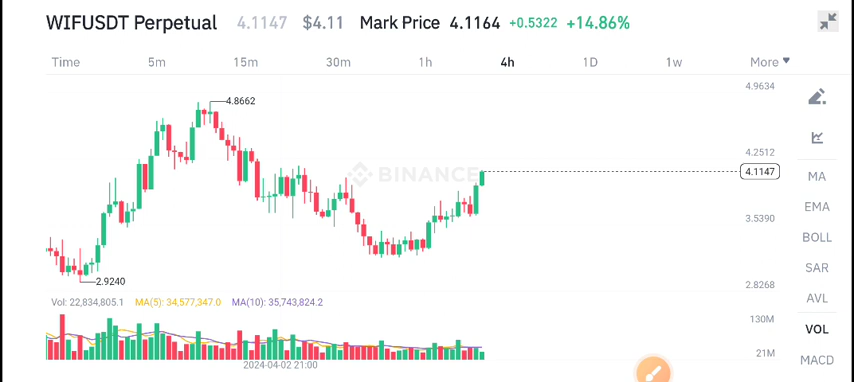 WIFUSDT Perpetual 4.1147 $4.11 Mark Price 4.1164 +0.5322 +14.86%
Time 5m 15m 30m 1h 4h 1D 1w More
4.9634
4.8662
4.2512
BINANCE
4.1147
MA
EMA
3.5390
BOLL
SAR
2.9240
2.8268
AVL
Vol: 22,834,805.1 MA(5): 34,577,347.0 MA(10): 35,743,824.2
130M
VOL
21M
MACD
2024-04-02 21:00